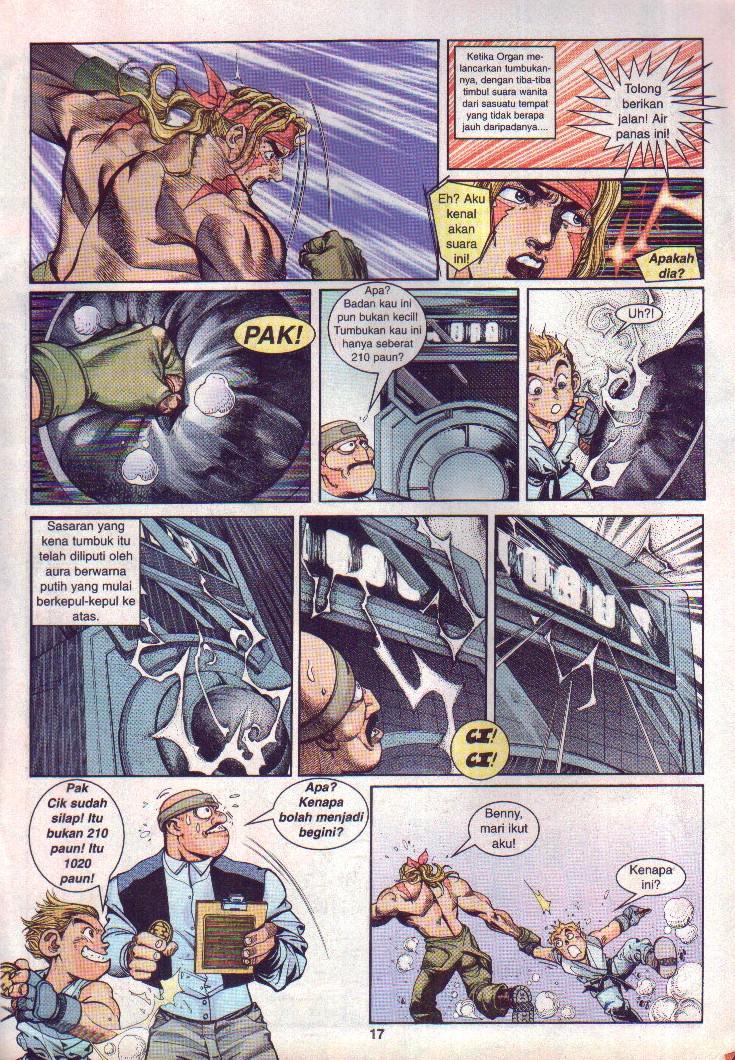 Ketika Organ me-
lancarkan tumbukan-
nya, dengan tiba-tiba
timbul suara wanita
dari sasuatu tempat
yang tidak berapa
jauh daripadanya....
Tolong
berikan
jalan! Air
panas ini!
Eh? Aku
kenal
akan
suara
ini!
Apakah
dia?
PAK!
Apa?
Badan kau ini
pun bukan kecil!
Tumbukan kau ini
hanya seberat
210 paun?
Uh?!
Sasaran yang
kena tumbuk itu
telah diliputi oleh
aura berwarna
putih yang mulai
berkepul-kepul ke
atas.
CI!
CI!
Pak
Cik sudah
silap! Itu
bukan 210
paun! Itu
1020
paun!
Apa?
Kenapa
bolah menjadi
begini?
Benny,
mari ikut
aku!
Kenapa
ini?
17